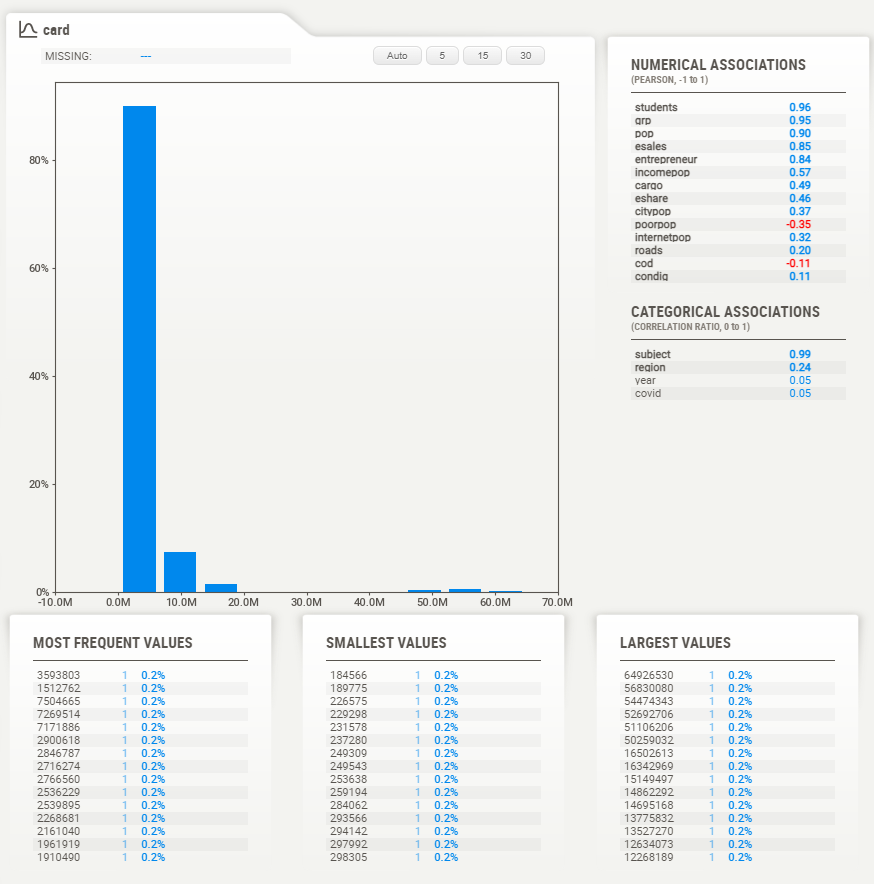 card
MISSING: ---
Auto 5 15 30
80%
60%
40%
20%
0%
-10.0M 0.0M 10.0M 20.0M 30.0M 40.0M 50.0M 60.0M 70.0M
NUMERICAL ASSOCIATIONS
(PEARSON, -1 to 1)
students 0.96
grp 0.95
pop 0.90
esales 0.85
entrepreneur 0.84
incomepop 0.57
cargo 0.49
eshare 0.46
citypop 0.37
poorpop -0.35
internetpop 0.32
roads 0.20
cod -0.11
condig 0.11
CATEGORICAL ASSOCIATIONS
(CORRELATION RATIO, 0 to 1)
subject 0.99
region 0.24
year 0.05
covid 0.05
MOST FREQUENT VALUES
3593803 1 0.2%
1512762 1 0.2%
7504665 1 0.2%
7269514 1 0.2%
7171886 1 0.2%
2900618 1 0.2%
2846787 1 0.2%
2716274 1 0.2%
2766560 1 0.2%
2536229 1 0.2%
2539895 1 0.2%
2268681 1 0.2%
2161040 1 0.2%
1961919 1 0.2%
1910490 1 0.2%
SMALLEST VALUES
184566 1 0.2%
189775 1 0.2%
226575 1 0.2%
229298 1 0.2%
231578 1 0.2%
237280 1 0.2%
249309 1 0.2%
249543 1 0.2%
253638 1 0.2%
259194 1 0.2%
284062 1 0.2%
293566 1 0.2%
294142 1 0.2%
297992 1 0.2%
298305 1 0.2%
LARGEST VALUES
64926530 1 0.2%
56830080 1 0.2%
54474343 1 0.2%
52692706 1 0.2%
51106206 1 0.2%
50259032 1 0.2%
16502613 1 0.2%
16342969 1 0.2%
15149497 1 0.2%
14862292 1 0.2%
14695168 1 0.2%
13775832 1 0.2%
13527270 1 0.2%
12634073 1 0.2%
12268189 1 0.2%